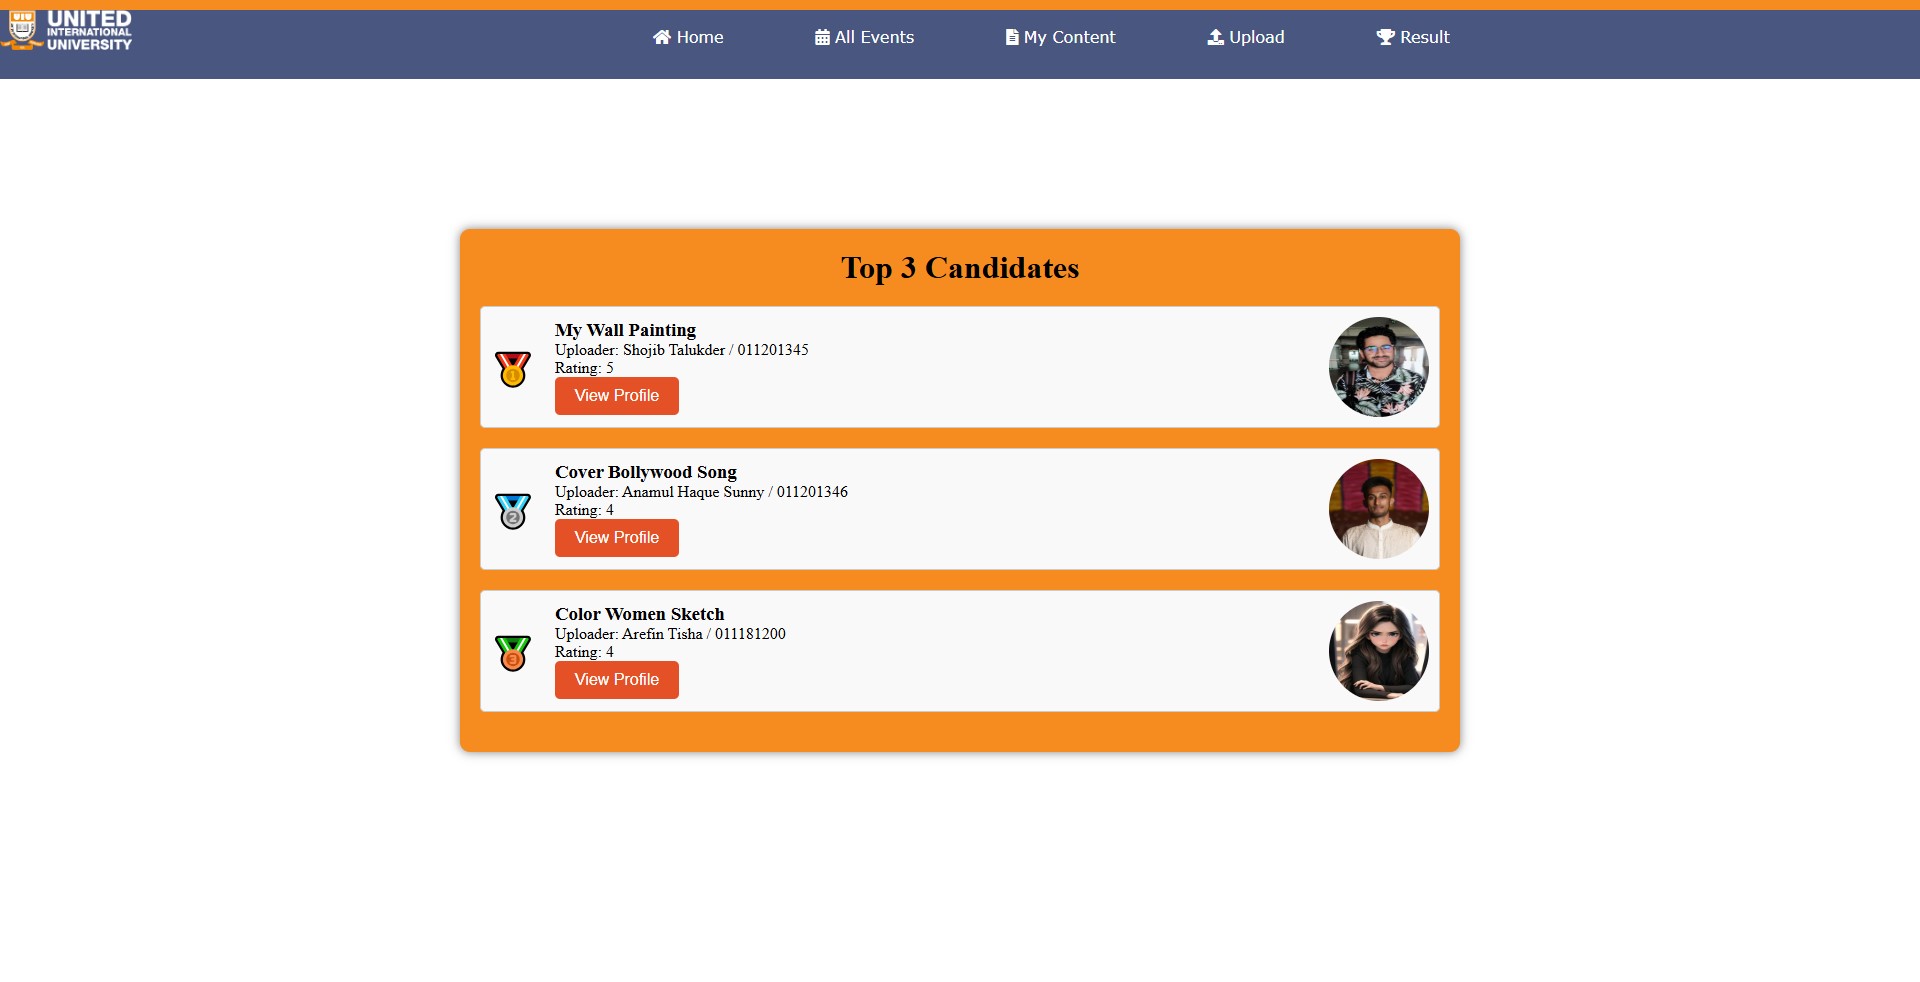 UNITED
INTERNATIONAL
UNIVERSITY
Home
All Events
My Content
Upload
Result
Top 3 Candidates
1
My Wall Painting
Uploader: Shojib Talukder / 011201345
Rating: 5
View Profile
2
Cover Bollywood Song
Uploader: Anamul Haque Sunny / 011201346
Rating: 4
View Profile
3
Color Women Sketch
Uploader: Arefin Tisha / 011181200
Rating: 4
View Profile